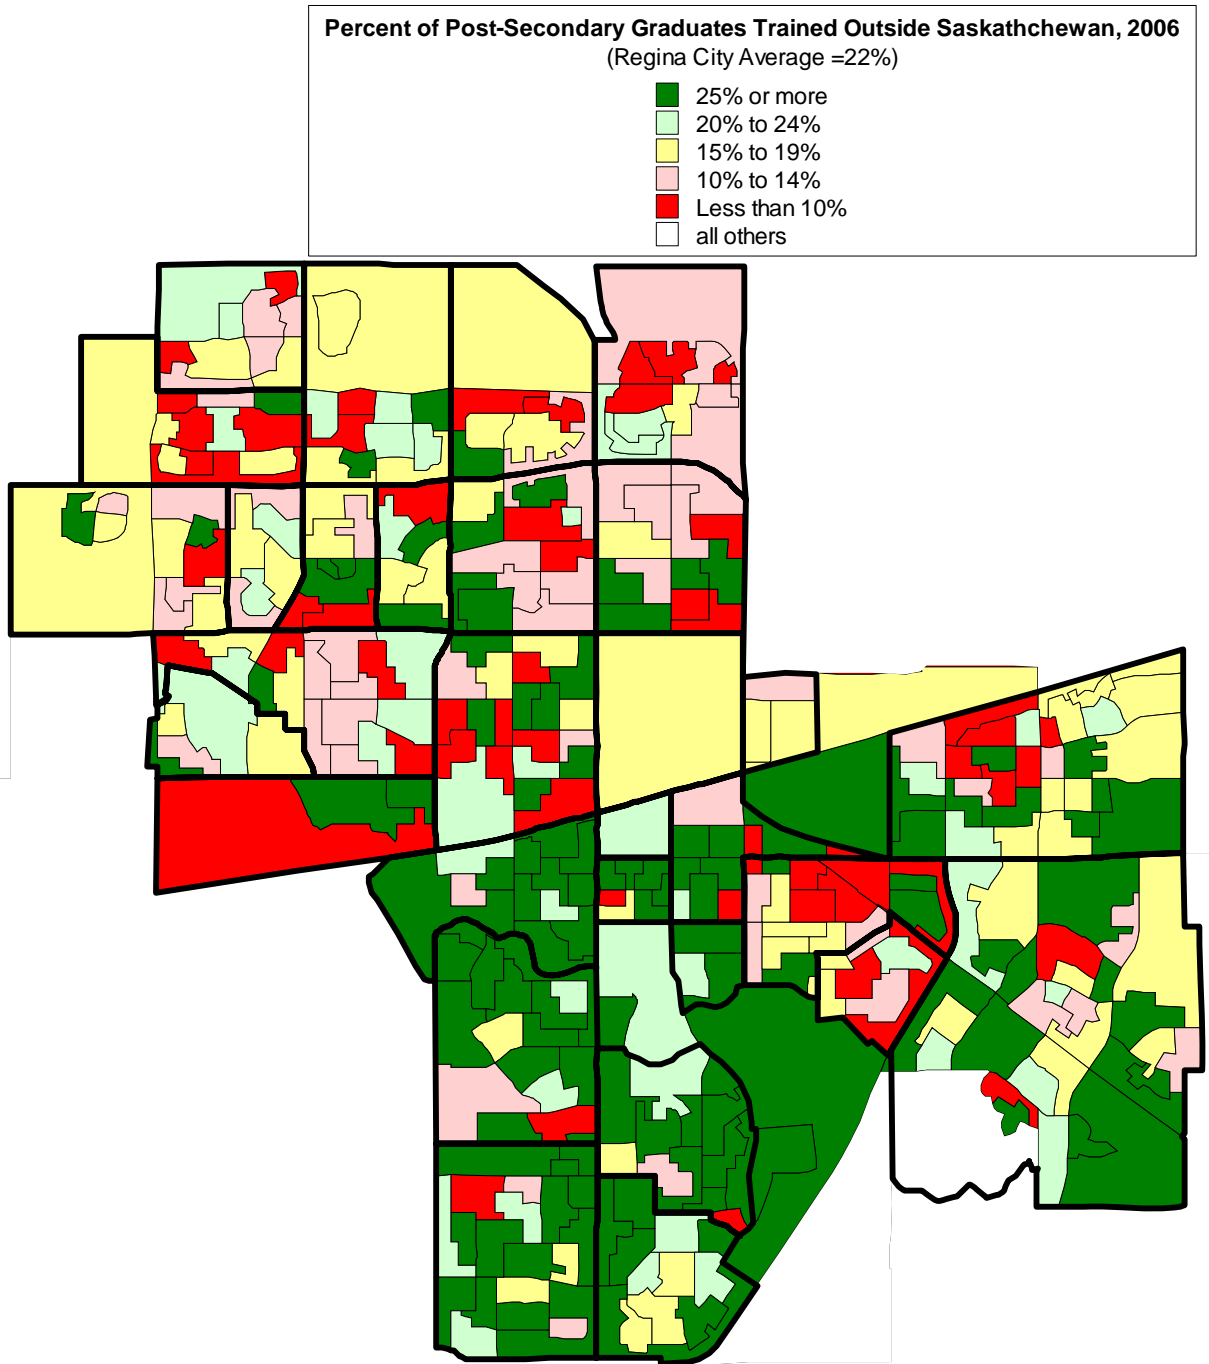 Percent of Post-Secondary Graduates Trained Outside Saskathchewan, 2006
(Regina City Average =22%)
25% or more
20% to 24%
15% to 19%
10% to 14%
Less than 10%
all others